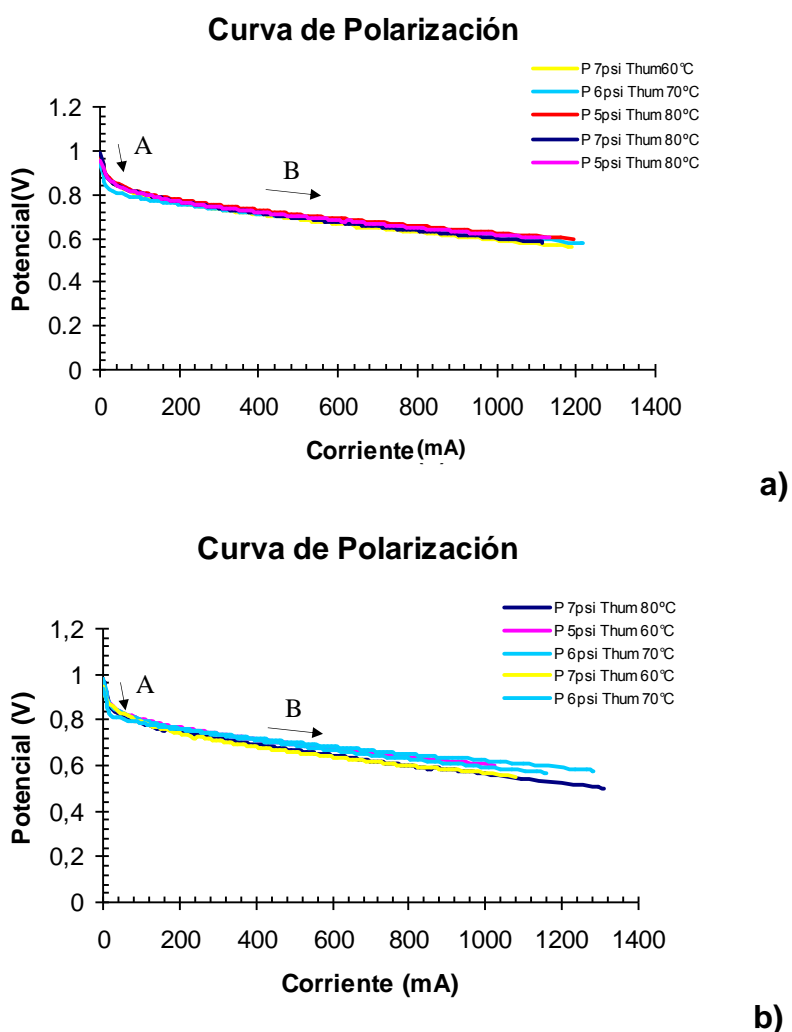 Curva de Polarización
P 7psi Thum60°C
P 6psi Thum 70°C
P 5psi Thum 80ºC
P 7psi Thum 80ºC
P 5psi Thum 80°C
1.2
1
0.8
0.6
0.4
0.2
0
A
B
Potencial(V)
0 200 400 600 800 1000 1200 1400
Corriente(mA)
a)
Curva de Polarización
P 7psi Thum 80ºC
P 5psi Thum 60°C
P 6psi Thum 70°C
P 7psi Thum 60°C
P 6psi Thum 70°C
1,2
1
0,8
0,6
0,4
0,2
0
A
B
Potencial (V)
0 200 400 600 800 1000 1200 1400
Corriente (mA)
b)